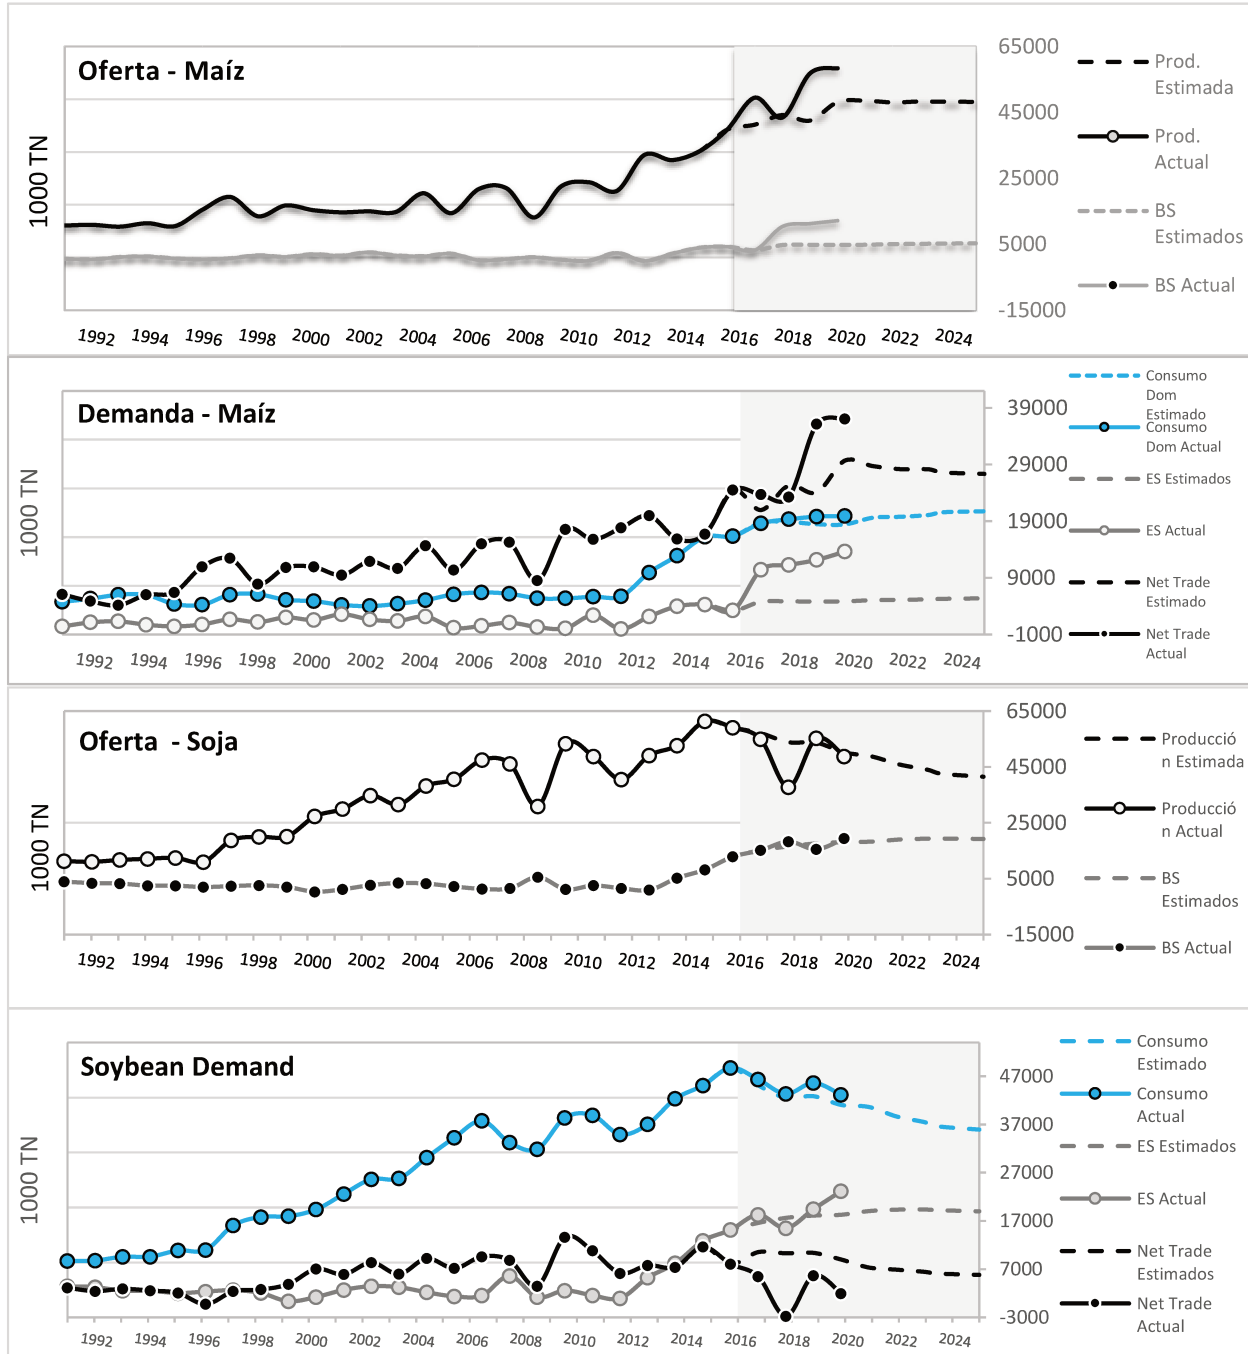 Oferta - Maíz
1000 TN
65000
45000
25000
5000
-15000
Prod.
Estimada
Prod.
Actual
BS
Estimados
BS Actual
1992 1994 1996 1998 2000 2002 2004 2006 2008 2010 2012 2014 2016 2018 2020 2022 2024
Demanda - Maíz
1000 TN
39000
29000
19000
9000
-1000
Consumo
Dom
Estimado
Consumo
Dom Actual
ES Estimados
ES Actual
Net Trade
Estimado
Net Trade
Actual
1992 1994 1996 1998 2000 2002 2004 2006 2008 2010 2012 2014 2016 2018 2020 2022 2024
Oferta - Soja
1000 TN
65000
45000
25000
5000
-15000
Producció
n Estimada
Producció
n Actual
BS
Estimados
BS Actual
1992 1994 1996 1998 2000 2002 2004 2006 2008 2010 2012 2014 2016 2018 2020 2022 2024
Soybean Demand
1000 TN
47000
37000
27000
17000
7000
-3000
Consumo
Estimado
Consumo
Actual
ES Estimados
ES Actual
Net Trade
Estimados
Net Trade
Actual
1992 1994 1996 1998 2000 2002 2004 2006 2008 2010 2012 2014 2016 2018 2020 2022 2024